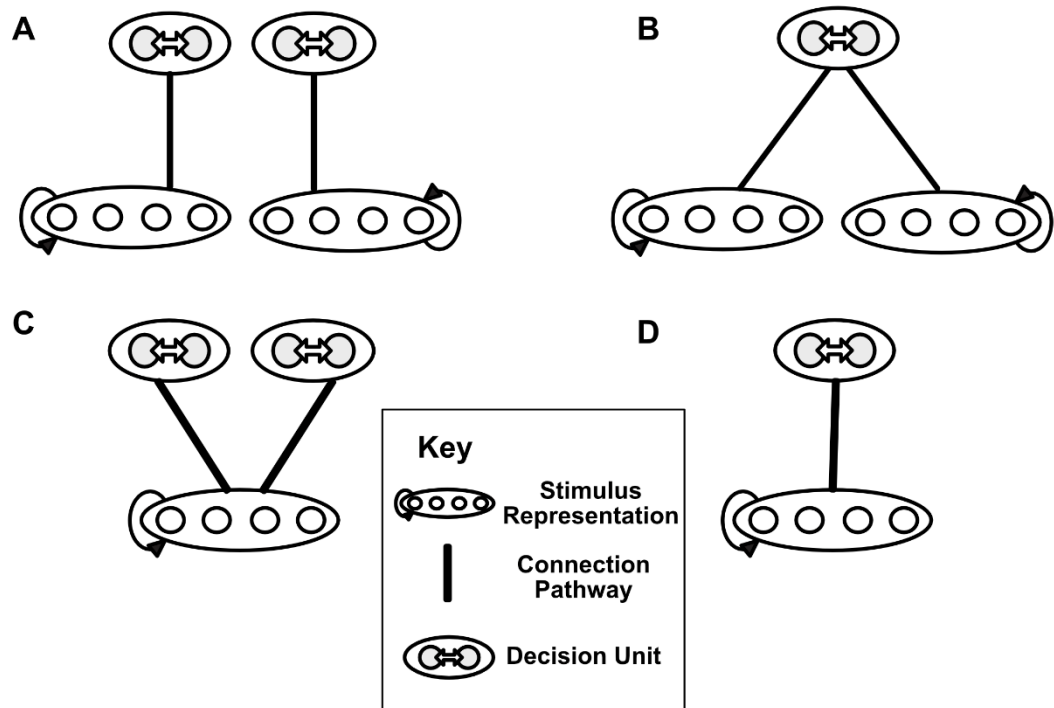 A
B
C
D
Key
Stimulus
Representation
Connection
Pathway
Decision Unit